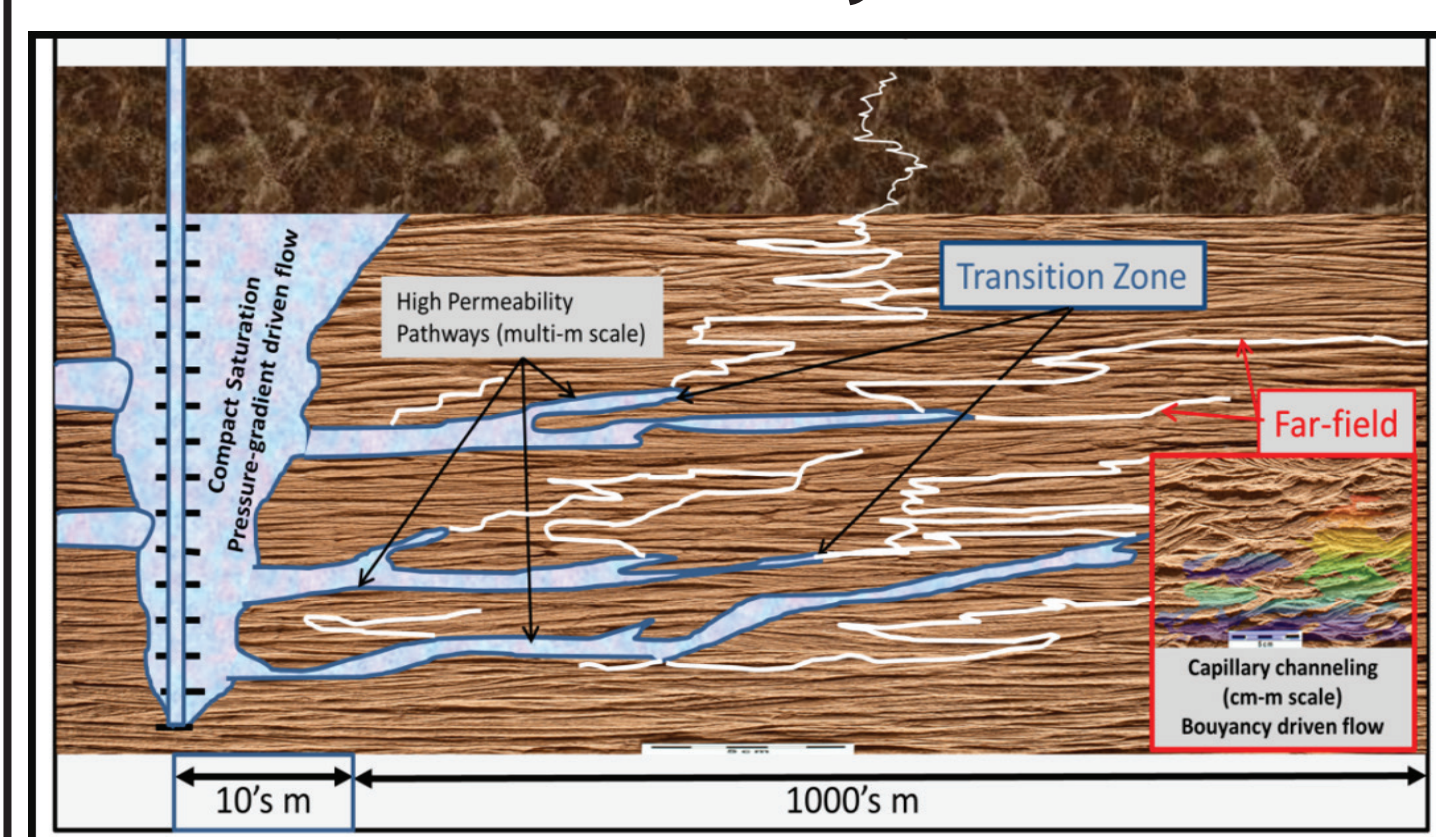 Compact Saturation
Pressure-gradient driven flow
High Permeability
Pathways (multi-m scale)
Transition Zone
Far-field
5cm
Capillary channeling
(cm-m scale)
Bouyancy driven flow
10's m
1000's m